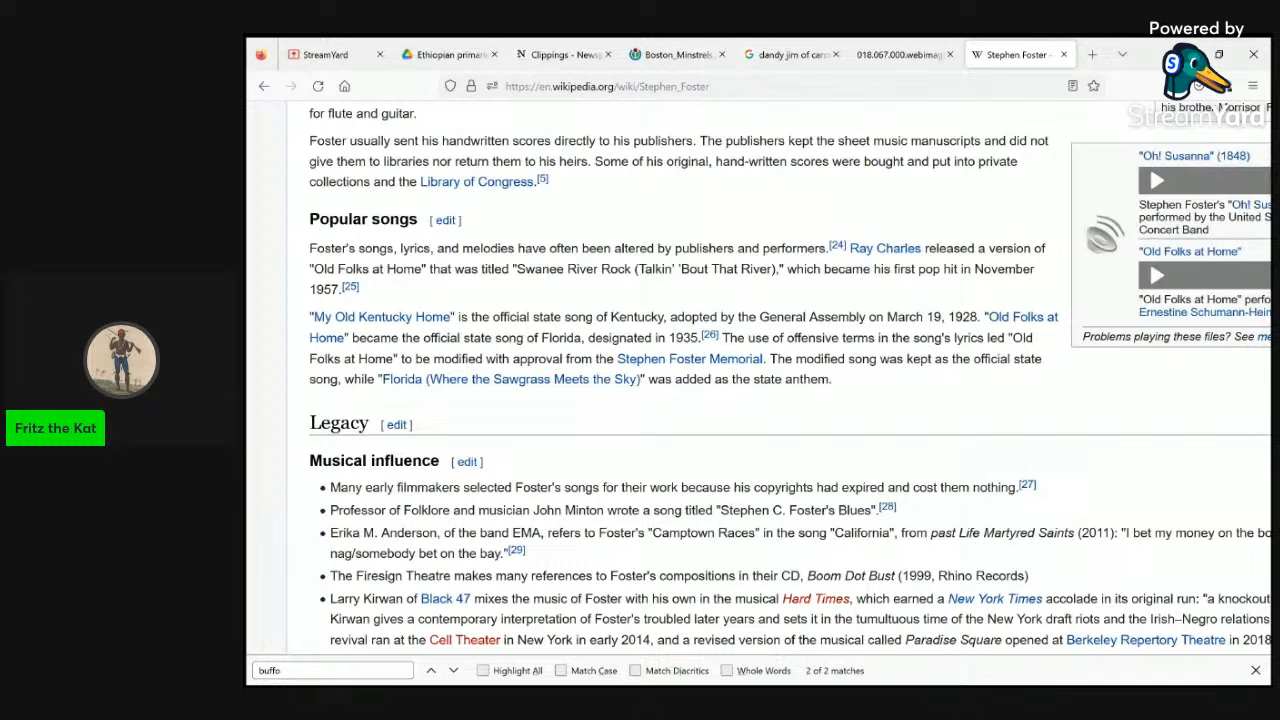 Powered by
StreamYard
StreamYard
Ethiopian primari
Clippings - Newsp
Boston_Minstrels_
dandy jim of caro
018.067.000.webimag
Stephen Foster -
https://en.wikipedia.org/wiki/Stephen_Foster
for flute and guitar.
his brother, Morrison F
Foster usually sent his handwritten scores directly to his publishers. The publishers kept the sheet music manuscripts and did not
give them to libraries nor return them to his heirs. Some of his original, hand-written scores were bought and put into private
collections and the Library of Congress.[5]
Popular songs [ edit ]
Foster's songs, lyrics, and melodies have often been altered by publishers and performers.[24] Ray Charles released a version of
"Old Folks at Home" that was titled "Swanee River Rock (Talkin' 'Bout That River)," which became his first pop hit in November
1957.[25]
"My Old Kentucky Home" is the official state song of Kentucky, adopted by the General Assembly on March 19, 1928. "Old Folks at
Home" became the official state song of Florida, designated in 1935.[26] The use of offensive terms in the song's lyrics led "Old
Folks at Home" to be modified with approval from the Stephen Foster Memorial. The modified song was kept as the official state
song, while "Florida (Where the Sawgrass Meets the Sky)" was added as the state anthem.
"Oh! Susanna" (1848)
Stephen Foster's "Oh! Sus
performed by the United S
Concert Band
"Old Folks at Home"
"Old Folks at Home" perfo
Ernestine Schumann-Hein
Problems playing these files? See me
Legacy [ edit ]
Musical influence [ edit ]
• Many early filmmakers selected Foster's songs for their work because his copyrights had expired and cost them nothing.[27]
• Professor of Folklore and musician John Minton wrote a song titled "Stephen C. Foster's Blues".[28]
• Erika M. Anderson, of the band EMA, refers to Foster's "Camptown Races" in the song "California", from past Life Martyred Saints (2011): "I bet my money on the bo
nag/somebody bet on the bay."[29]
• The Firesign Theatre makes many references to Foster's compositions in their CD, Boom Dot Bust (1999, Rhino Records)
• Larry Kirwan of Black 47 mixes the music of Foster with his own in the musical Hard Times, which earned a New York Times accolade in its original run: "a knockout
Kirwan gives a contemporary interpretation of Foster's troubled later years and sets it in the tumultuous time of the New York draft riots and the Irish–Negro relations
revival ran at the Cell Theater in New York in early 2014, and a revised version of the musical called Paradise Square opened at Berkeley Repertory Theatre in 2018
Fritz the Kat
buffo
Highlight All
Match Case
Match Diacritics
Whole Words
2 of 2 matches